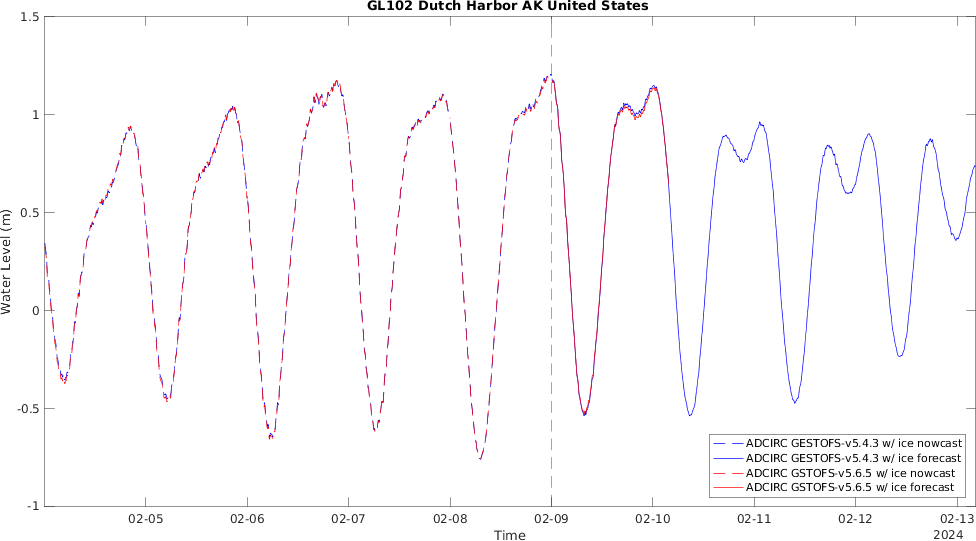 GL102 Dutch Harbor AK United States
1.5
1
0.5
0
-0.5
-1
Water Level (m)
02-05 02-06 02-07 02-08 02-09 02-10 02-11 02-12 02-13
Time
2024
ADCIRC GESTOFS-v5.4.3 w/ ice nowcast
ADCIRC GESTOFS-v5.4.3 w/ ice forecast
ADCIRC GSTOFS-v5.6.5 w/ ice nowcast
ADCIRC GSTOFS-v5.6.5 w/ ice forecast